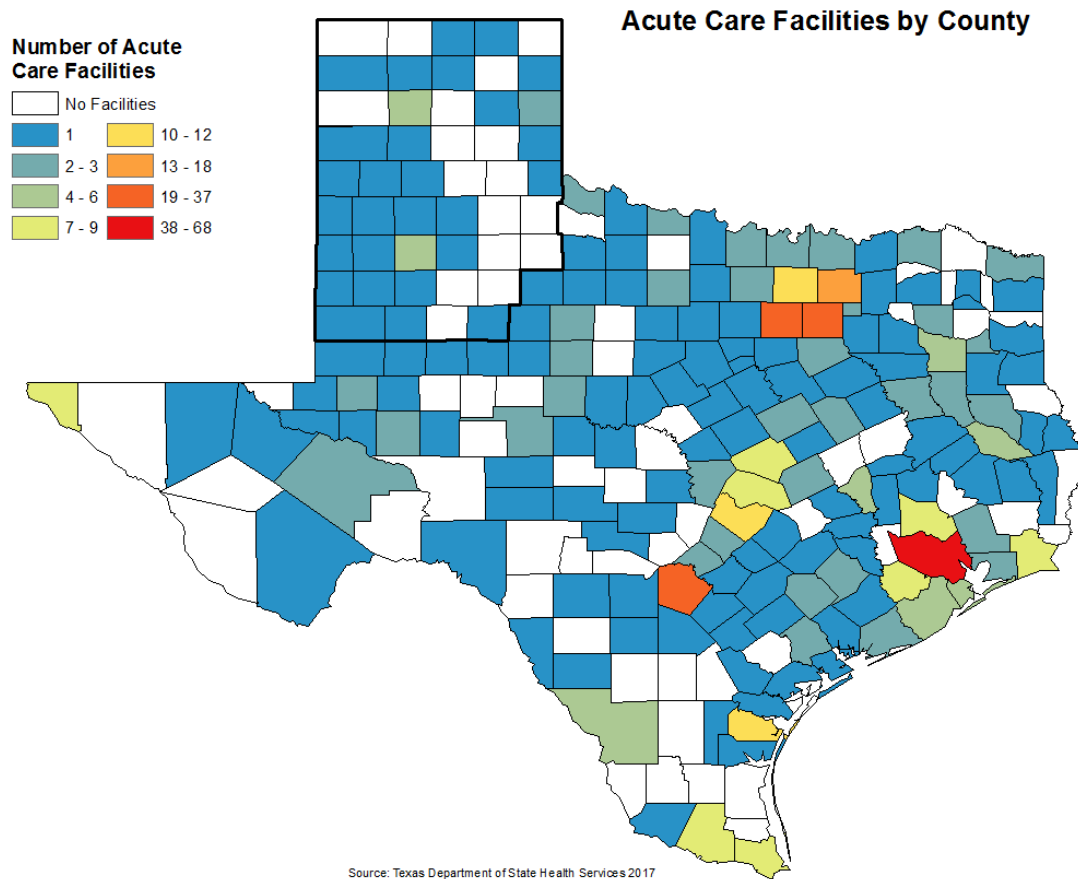 Acute Care Facilities by County
Number of Acute
Care Facilities
No Facilities
1
2 - 3
4 - 6
7 - 9
10 - 12
13 - 18
19 - 37
38 - 68
Source: Texas Department of State Health Services 2017